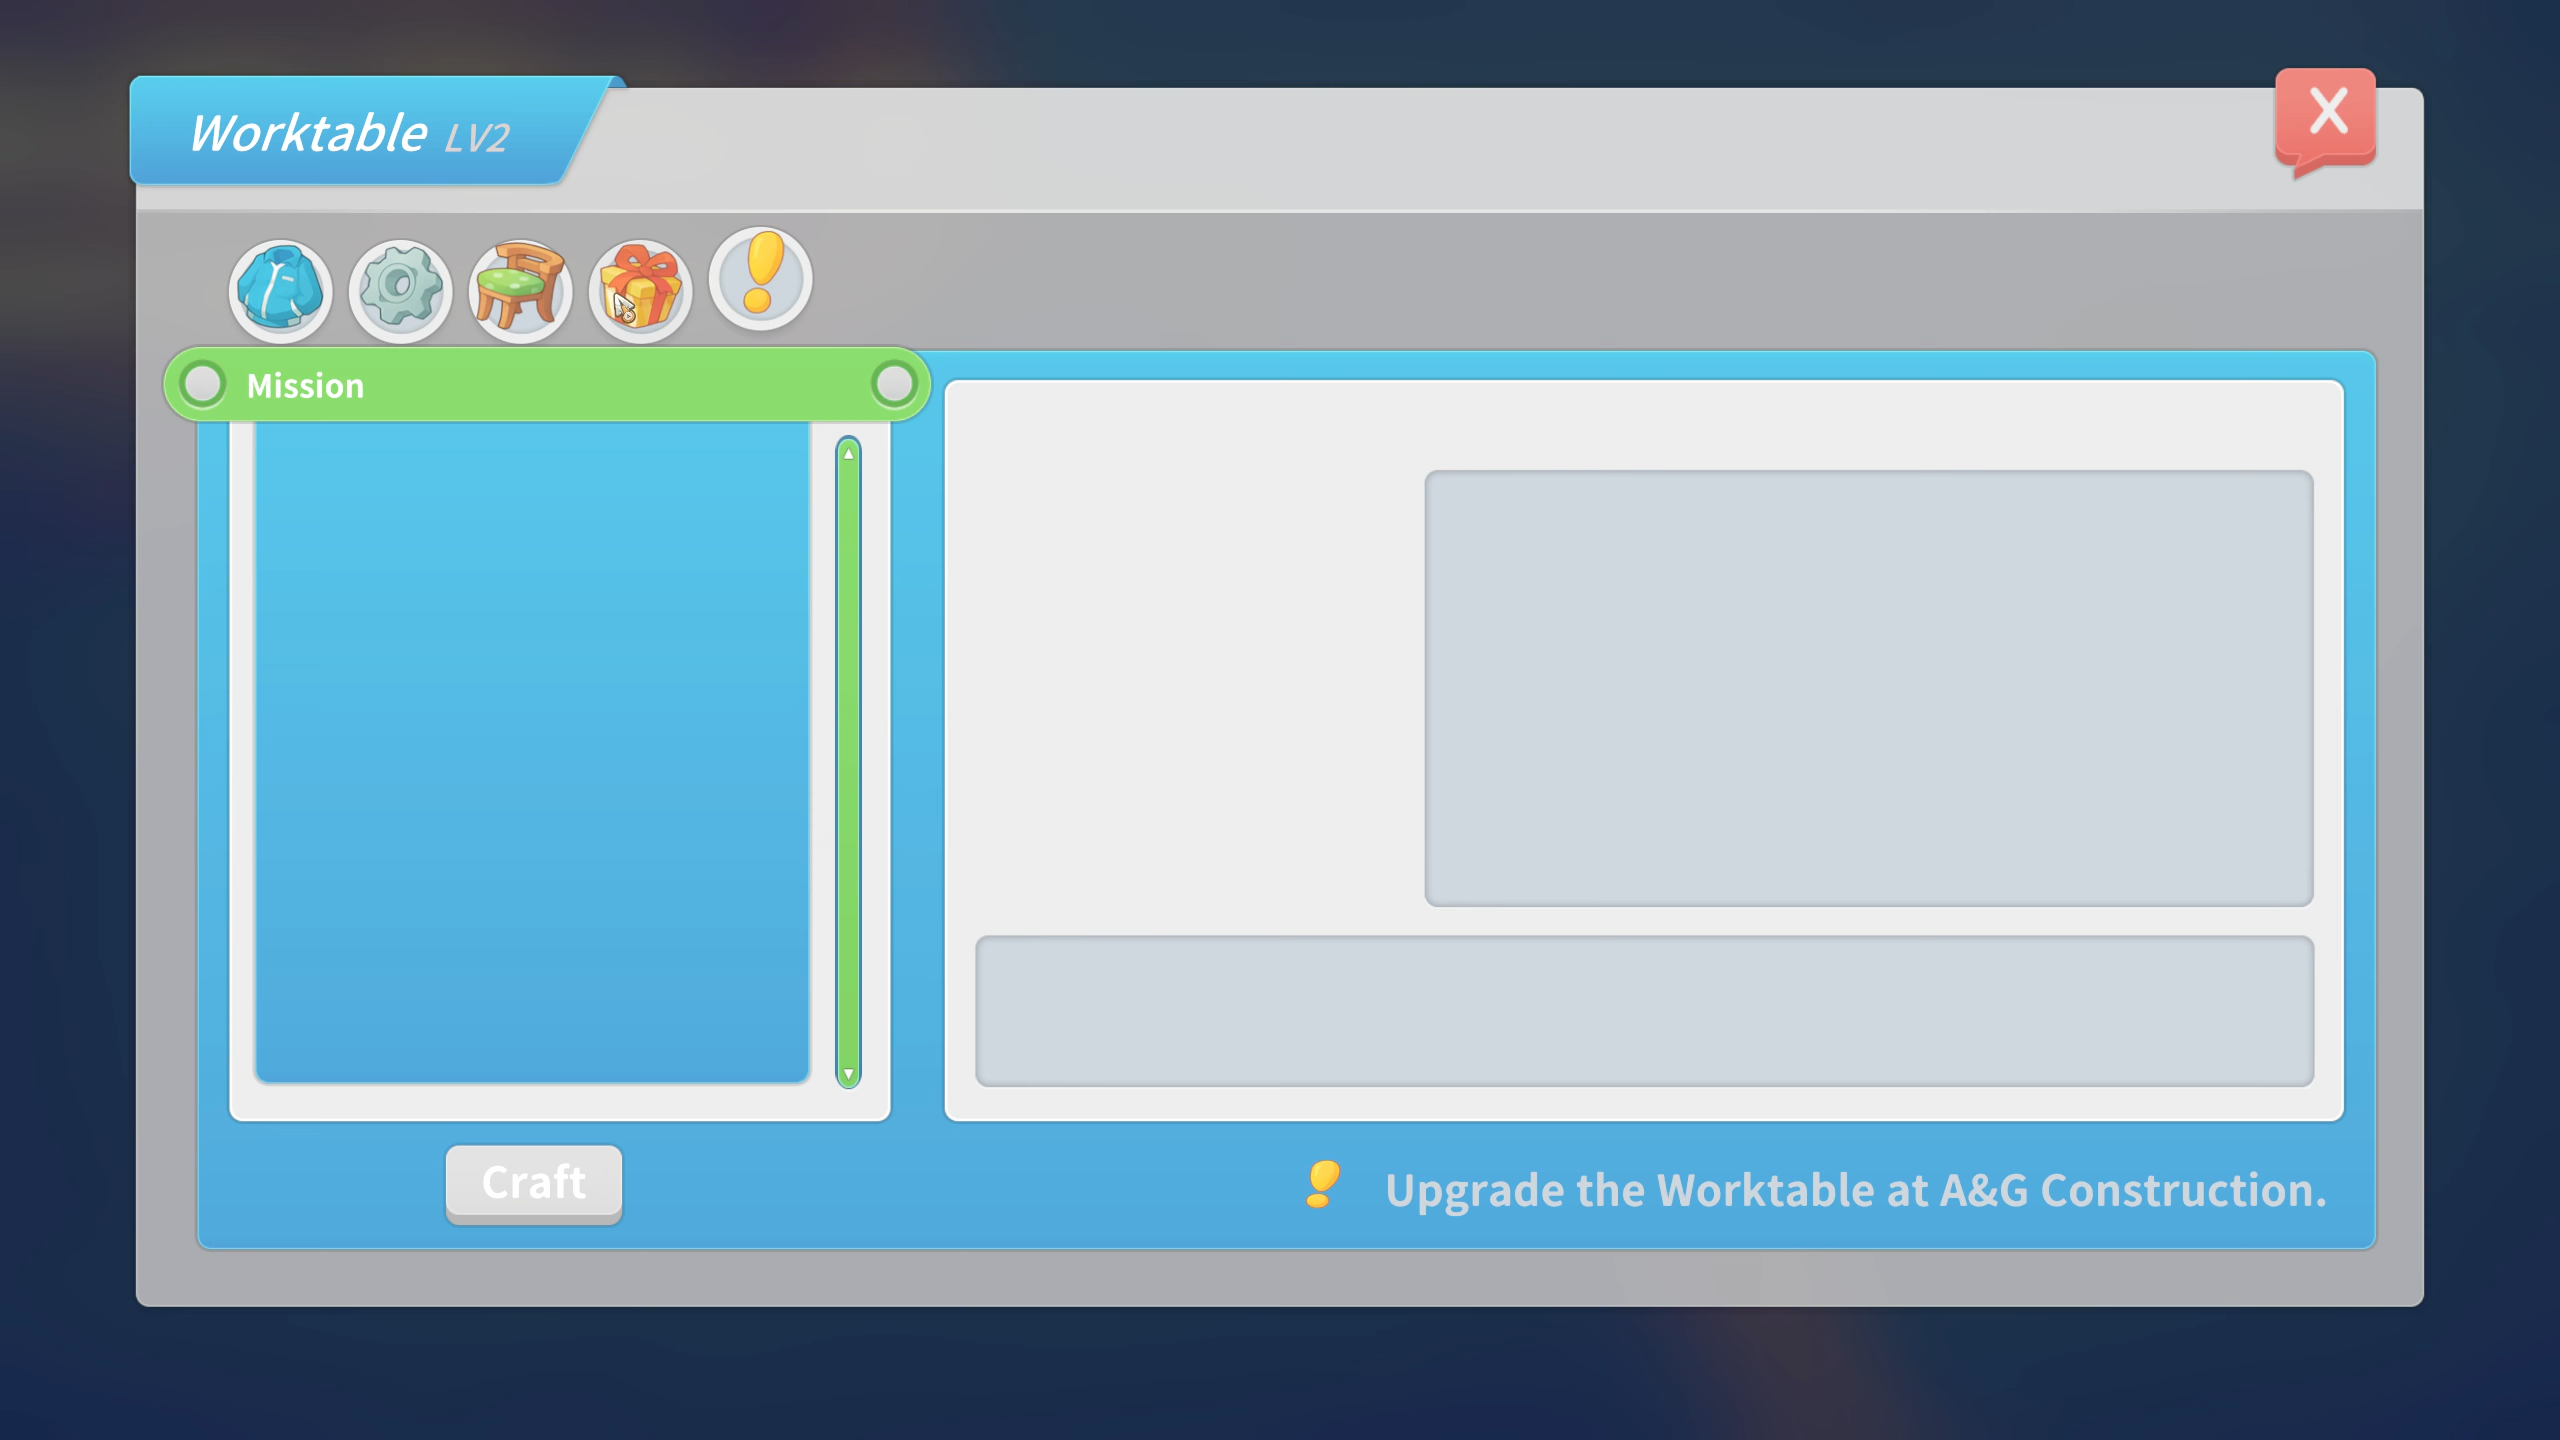 Worktable LV2
Mission
Craft
Upgrade the Worktable at A&G Construction.